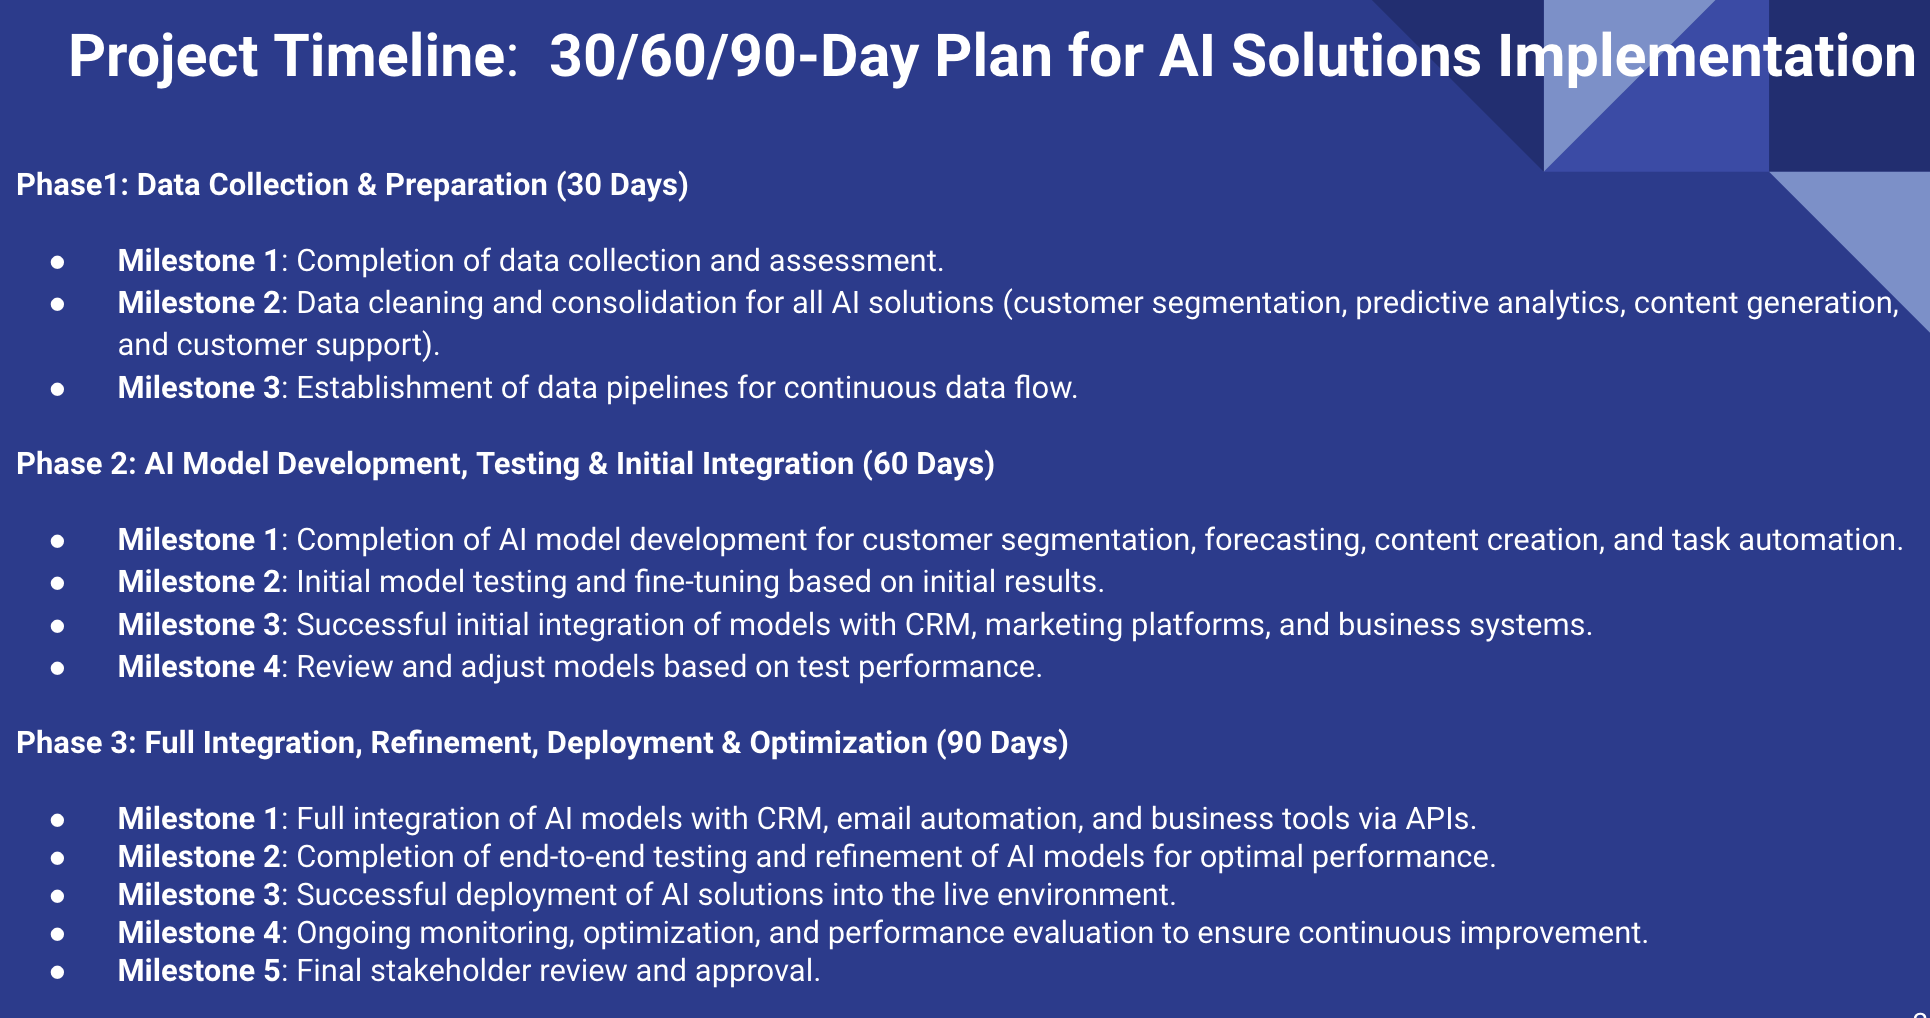 Project Timeline:  30/60/90-Day Plan for AI Solutions Implementation
Phase1: Data Collection & Preparation (30 Days)
● Milestone 1: Completion of data collection and assessment.
● Milestone 2: Data cleaning and consolidation for all AI solutions (customer segmentation, predictive analytics, content generation,
and customer support).
● Milestone 3: Establishment of data pipelines for continuous data flow.
Phase 2: AI Model Development, Testing & Initial Integration (60 Days)
● Milestone 1: Completion of AI model development for customer segmentation, forecasting, content creation, and task automation.
● Milestone 2: Initial model testing and fine-tuning based on initial results.
● Milestone 3: Successful initial integration of models with CRM, marketing platforms, and business systems.
● Milestone 4: Review and adjust models based on test performance.
Phase 3: Full Integration, Refinement, Deployment & Optimization (90 Days)
● Milestone 1: Full integration of AI models with CRM, email automation, and business tools via APIs.
● Milestone 2: Completion of end-to-end testing and refinement of AI models for optimal performance.
● Milestone 3: Successful deployment of AI solutions into the live environment.
● Milestone 4: Ongoing monitoring, optimization, and performance evaluation to ensure continuous improvement.
● Milestone 5: Final stakeholder review and approval.